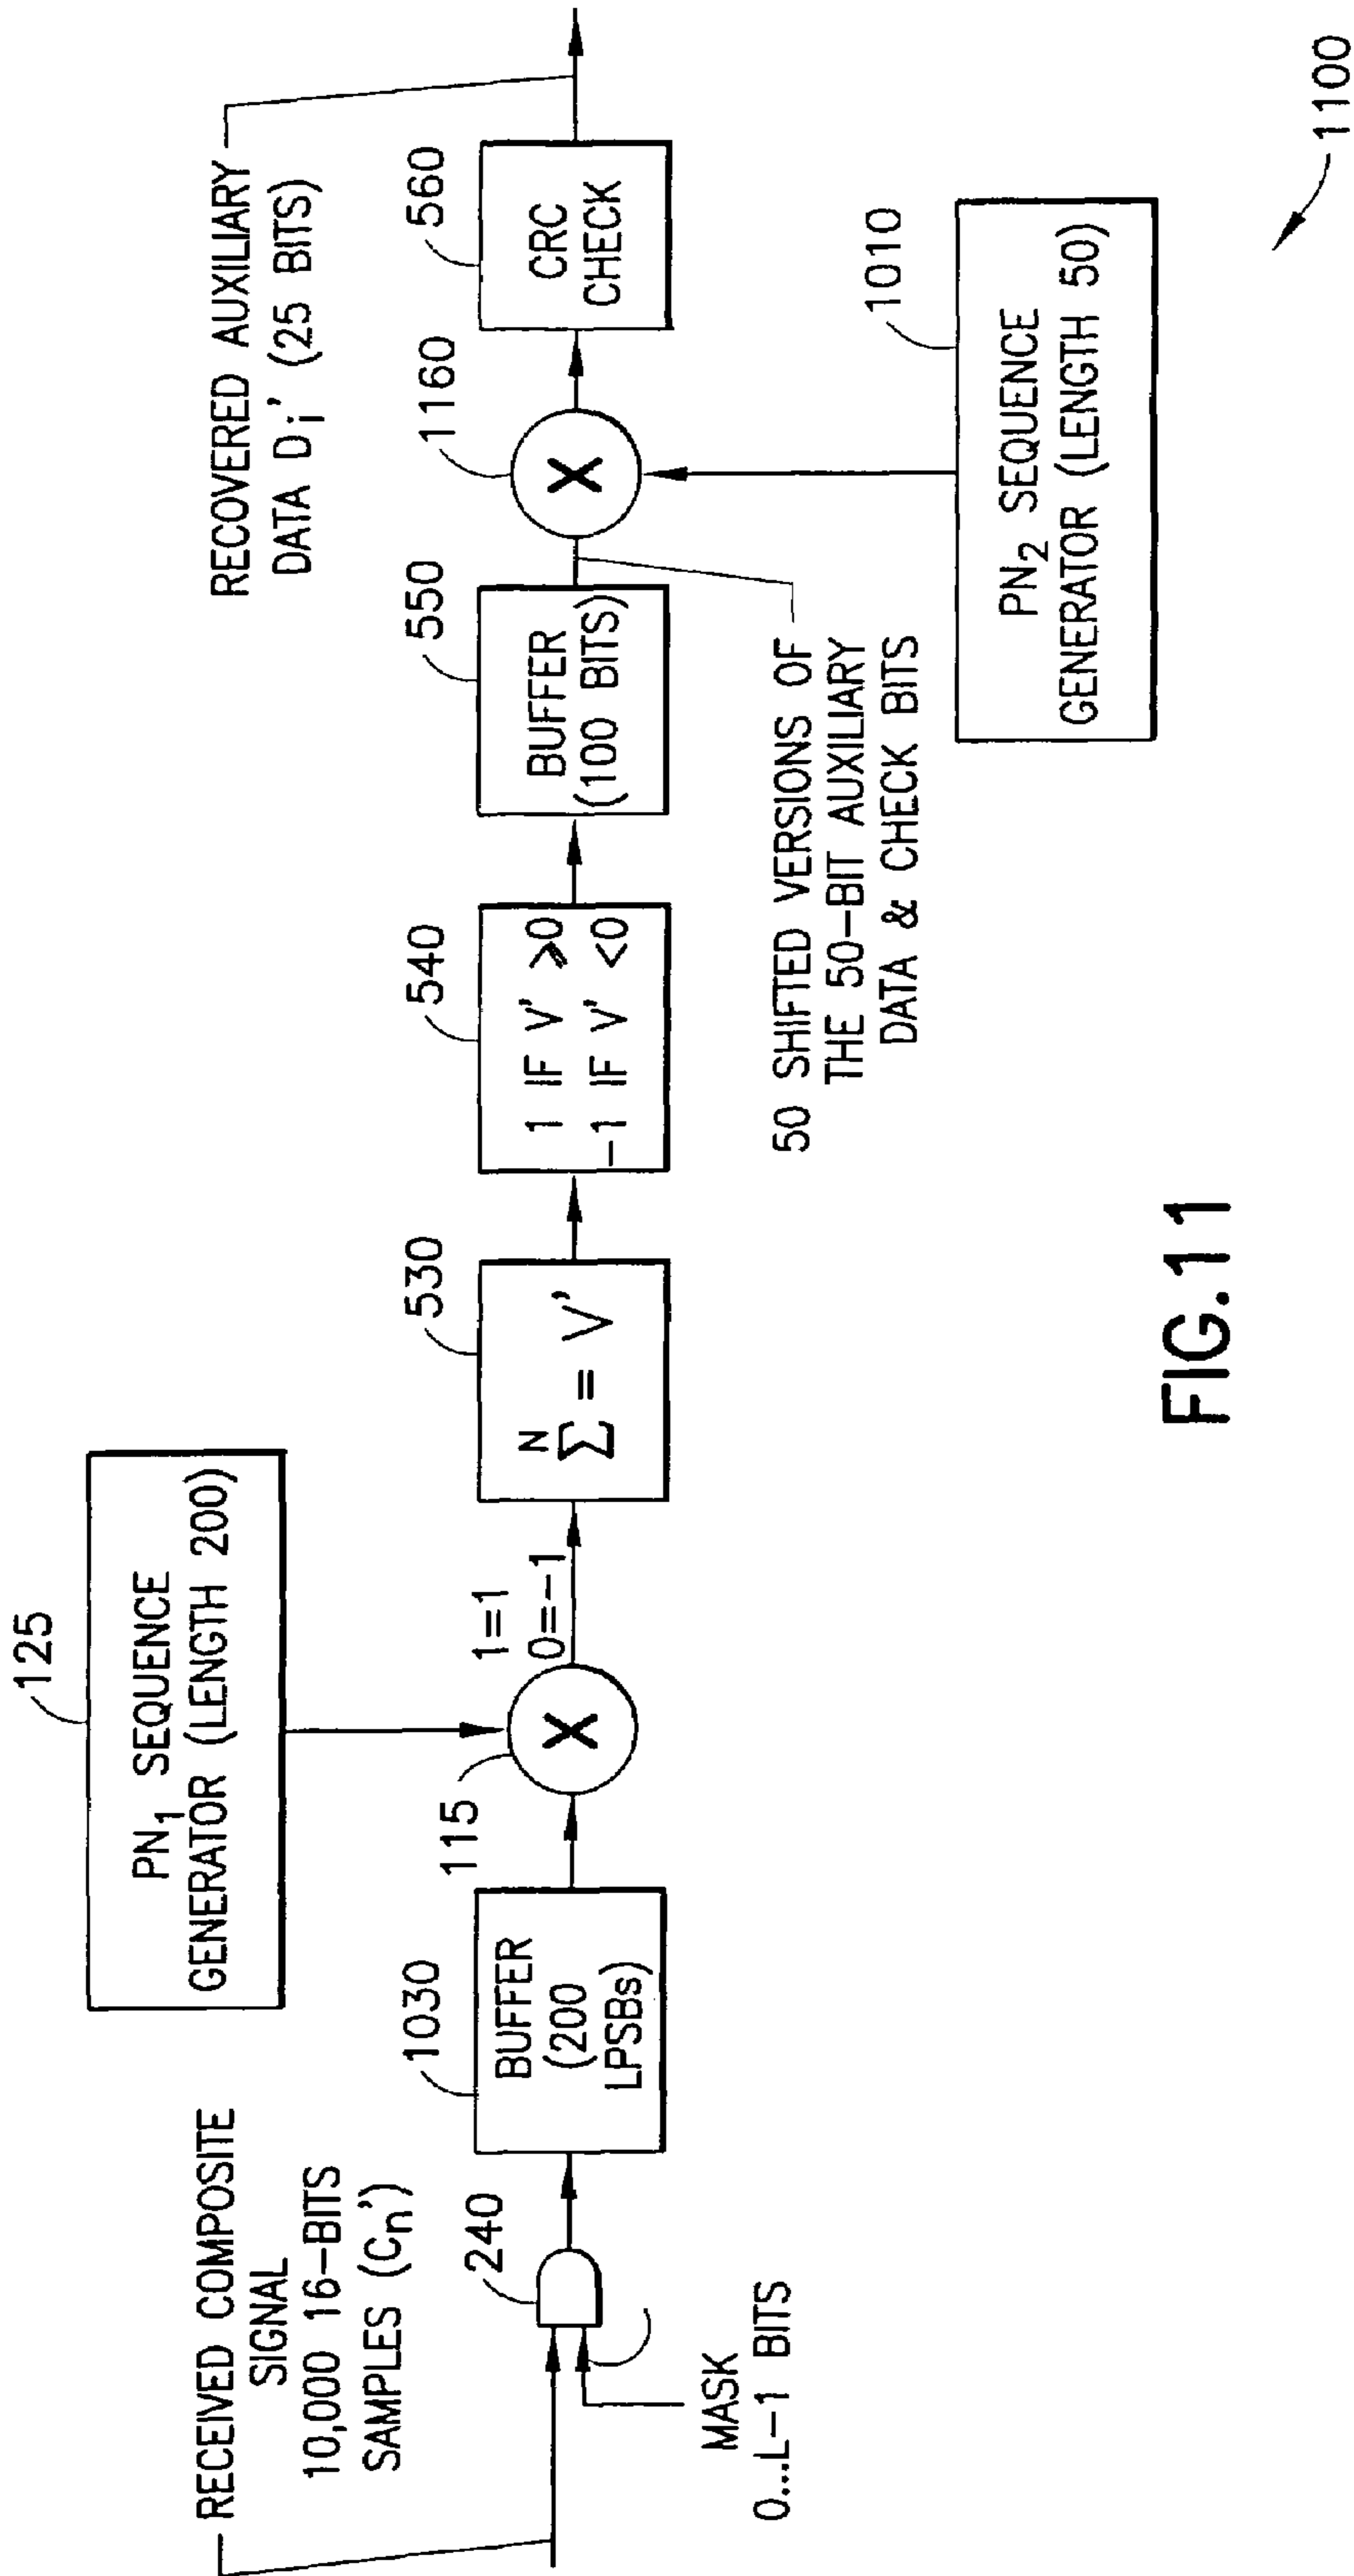 RECEIVED COMPOSITE
SIGNAL
10,000 16-BITS
SAMPLES (Cn')
240
MASK
0...L-1 BITS
1030
BUFFER
(200
LPSBs)
125
PN1 SEQUENCE
GENERATOR (LENGTH 200)
115
X
1=1
0=-1
530
N
∑ = V'
540
1 IF V' ≥0
-1 IF V' <0
550
BUFFER
(100 BITS)
50 SHIFTED VERSIONS OF
THE 50-BIT AUXILIARY
DATA & CHECK BITS
1160
X
1010
PN2 SEQUENCE
GENERATOR (LENGTH 50)
560
CRC
CHECK
RECOVERED AUXILIARY
DATA Di' (25 BITS)
1100
FIG.11